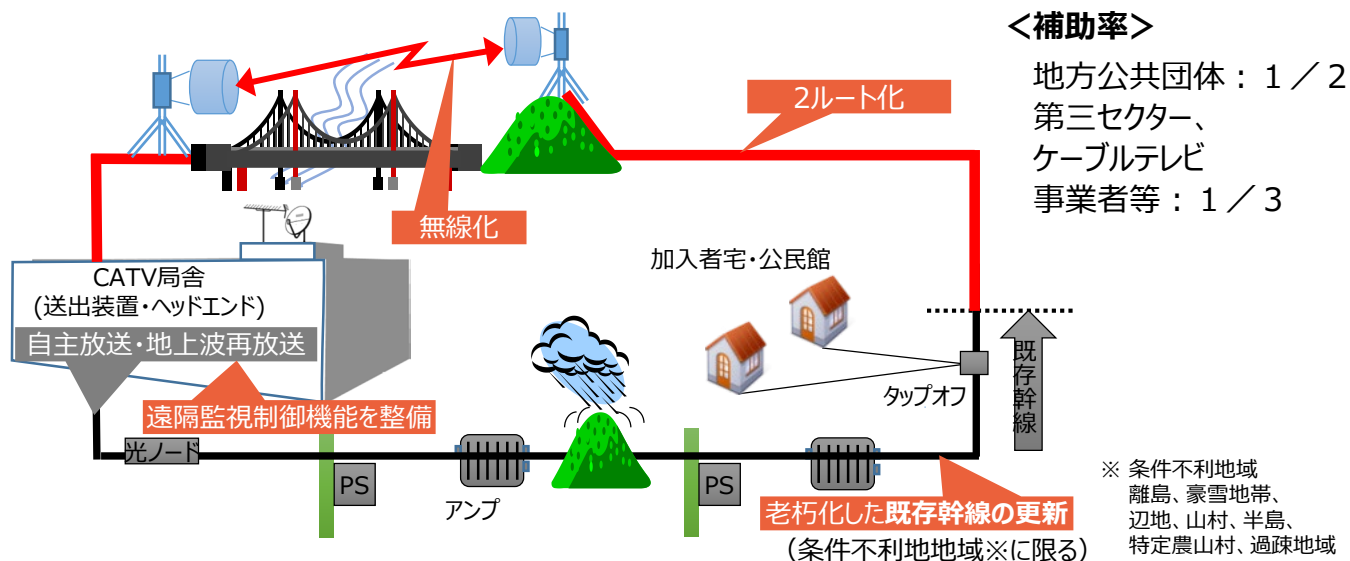 <補助率>
地方公共団体：１／２
第三セクター、
ケーブルテレビ
事業者等：１／３
2ルート化
無線化
CATV局舎
(送出装置・ヘッドエンド)
自主放送・地上波再放送
遠隔監視制御機能を整備
加入者宅・公民館
タップオフ
既存幹線
光ノード
PS
アンプ
PS
老朽化した既存幹線の更新
（条件不利地地域※に限る）
※ 条件不利地域
離島、豪雪地帯、
辺地、山村、半島、
特定農山村、過疎地域